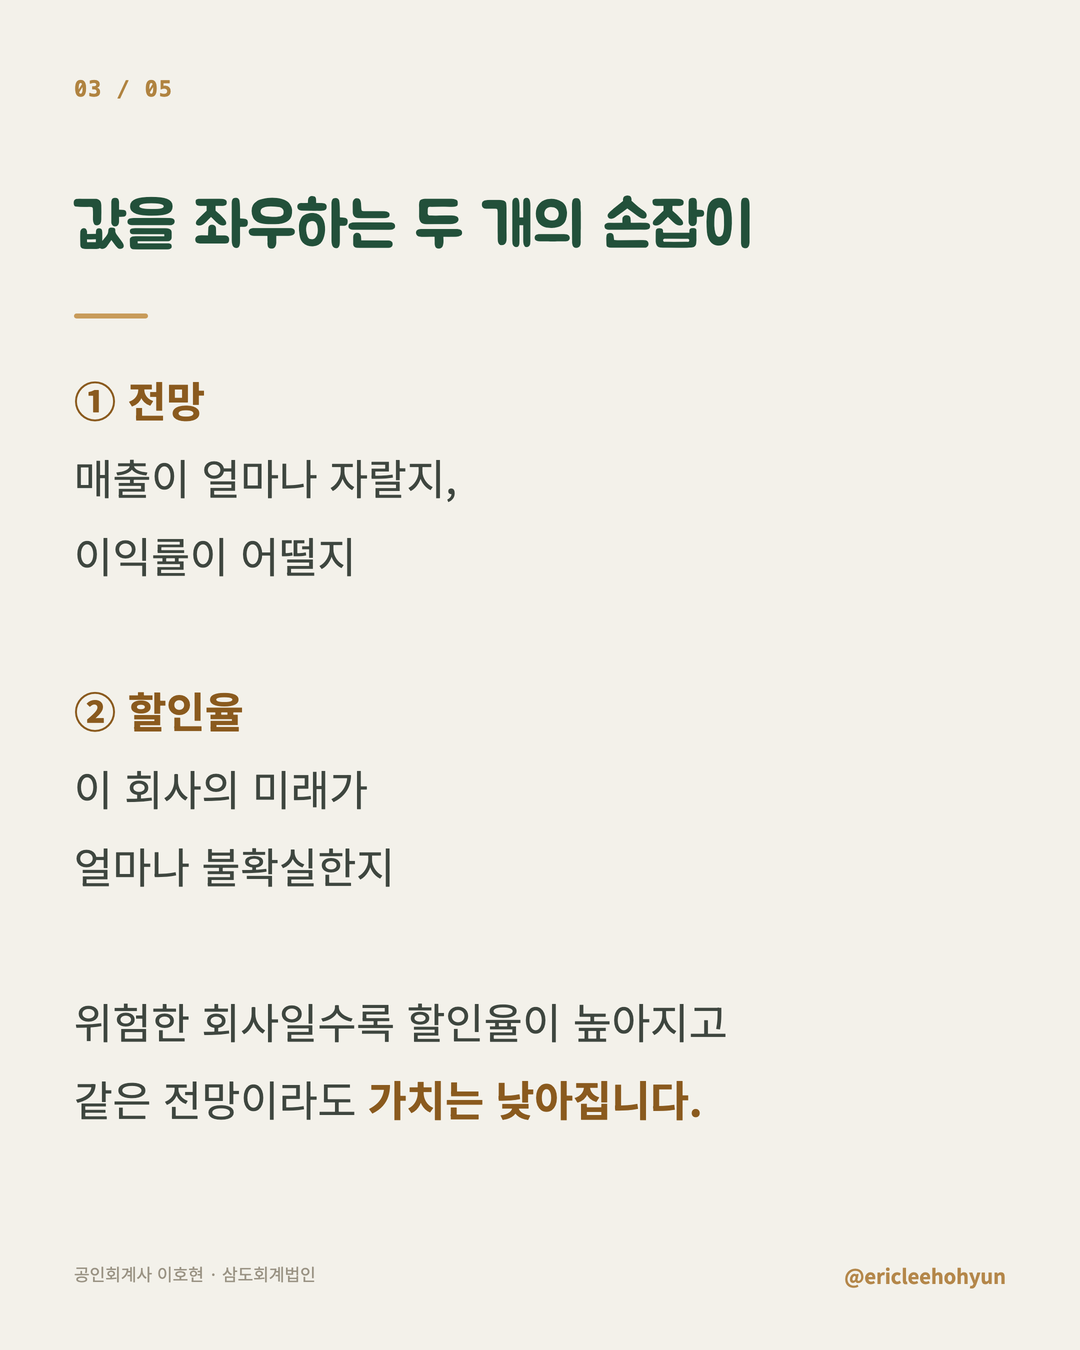 03 / 05
값을 좌우하는 두 개의 손잡이
① 전망
매출이 얼마나 자랄지,
이익률이 어떨지
② 할인율
이 회사의 미래가
얼마나 불확실한지
위험한 회사일수록 할인율이 높아지고
같은 전망이라도 가치는 낮아집니다.
공인회계사 이호현 · 삼도회계법인
@ericleehohyun